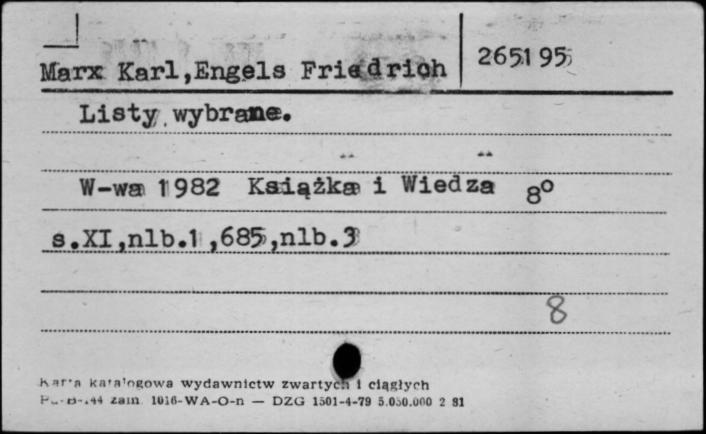 Marx Karl,Engels Friedrich 265195
Listy wybrane.
W-wa 1982 Książka i Wiedza 8°
s.XI,nlb.1,685,nlb.3
8
Karta katalogowa wydawnictw zwartych i ciągłych
zam. 1016-WA-O-n — DZG 1501-4-79 5.050.000 2 81